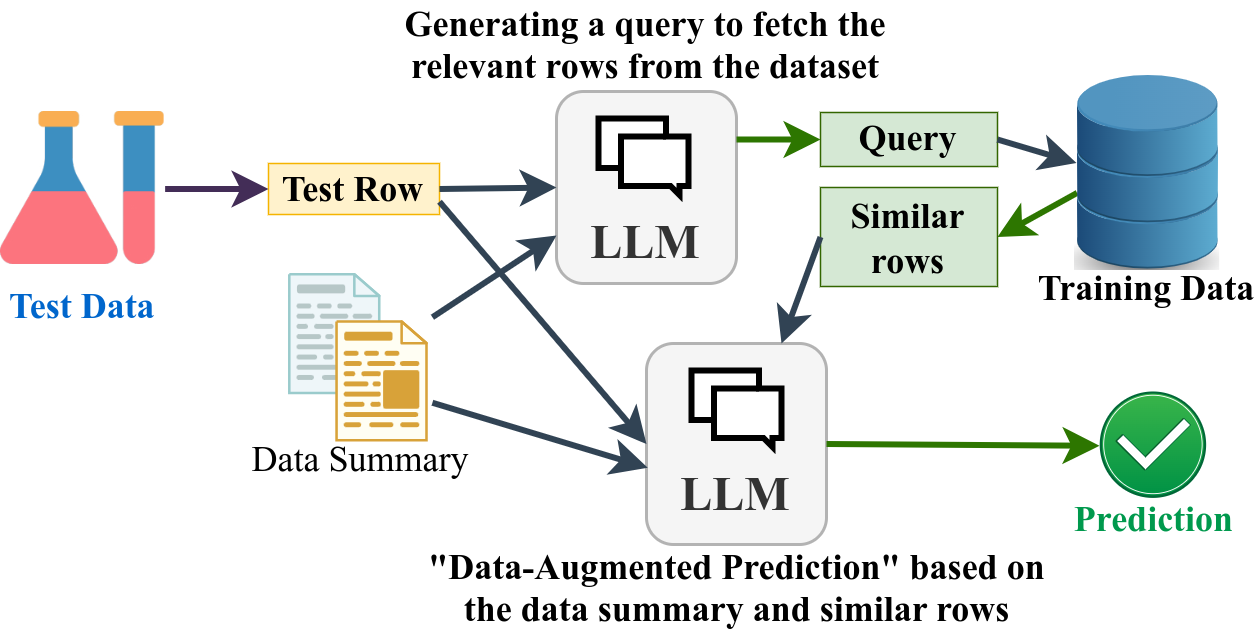 Generating a query to fetch the
relevant rows from the dataset
Test Data
Test Row
Data Summary
LLM
Query
Similar
rows
Training Data
LLM
Prediction
"Data-Augmented Prediction" based on
the data summary and similar rows